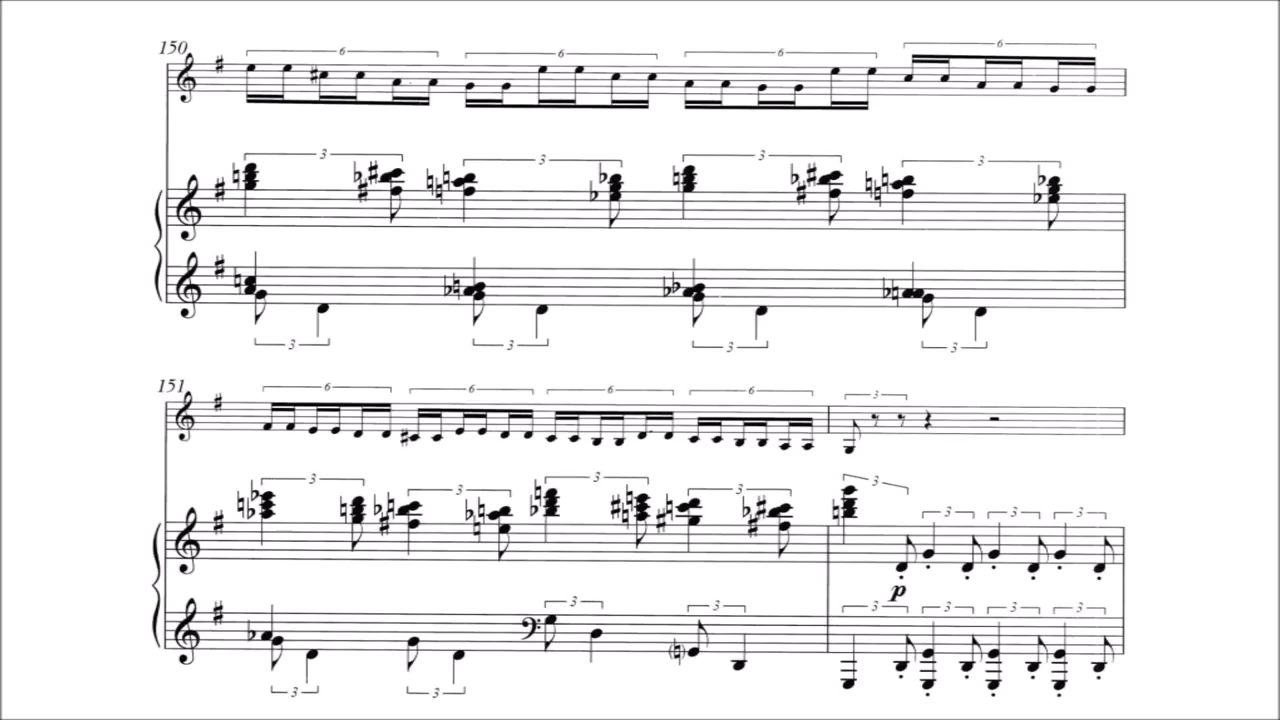 150
6 6 6 6
3 3 3 3
3 3 3 3
151
6 6 6 6 3
3 3 3 3 3 3 3 3
p
3 3 3 3 3 3
3 3